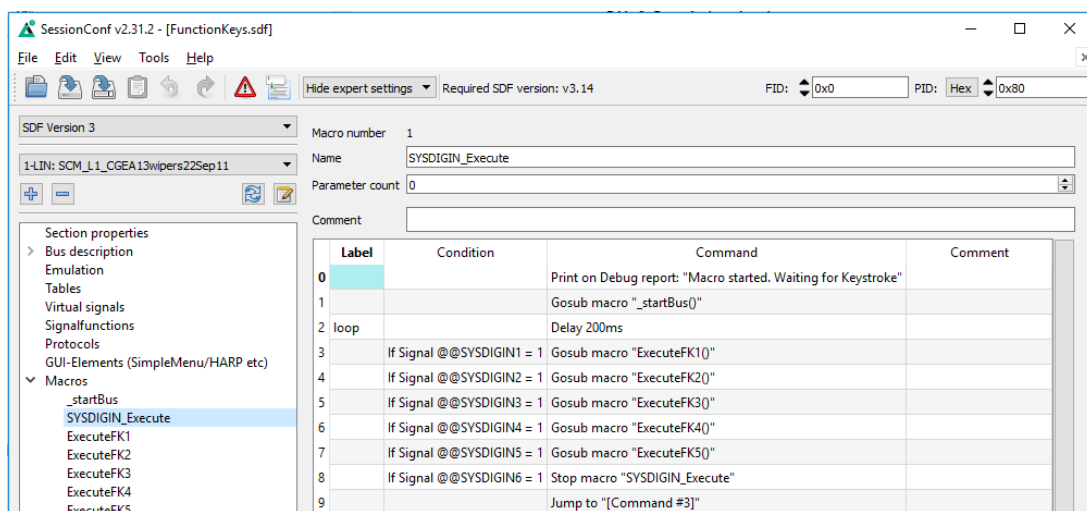 SessionConf v2.31.2 - [FunctionKeys.sdf]
File Edit View Tools Help
Hide expert settings Required SDF version: v3.14 FID: 0x0 PID: Hex 0x80
SDF Version 3
1-LIN: SCM_L1_CGEA13wipers22Sep11
Section properties
Bus description
Emulation
Tables
Virtual signals
Signalfunctions
Protocols
GUI-Elements (SimpleMenu/HARP etc)
Macros
_startBus
SYSDIGIN_Execute
ExecuteFK1
ExecuteFK2
ExecuteFK3
ExecuteFK4
ExecuteFK5
Macro number 1
Name SYSDIGIN_Execute
Parameter count 0
Comment
Label Condition Command Comment
0 Print on Debug report: "Macro started. Waiting for Keystroke"
1 Gosub macro "_startBus()"
2 loop Delay 200ms
3 If Signal @@SYSDIGIN1 = 1 Gosub macro "ExecuteFK1()"
4 If Signal @@SYSDIGIN2 = 1 Gosub macro "ExecuteFK2()"
5 If Signal @@SYSDIGIN3 = 1 Gosub macro "ExecuteFK3()"
6 If Signal @@SYSDIGIN4 = 1 Gosub macro "ExecuteFK4()"
7 If Signal @@SYSDIGIN5 = 1 Gosub macro "ExecuteFK5()"
8 If Signal @@SYSDIGIN6 = 1 Stop macro "SYSDIGIN_Execute"
9 Jump to "[Command #3]"